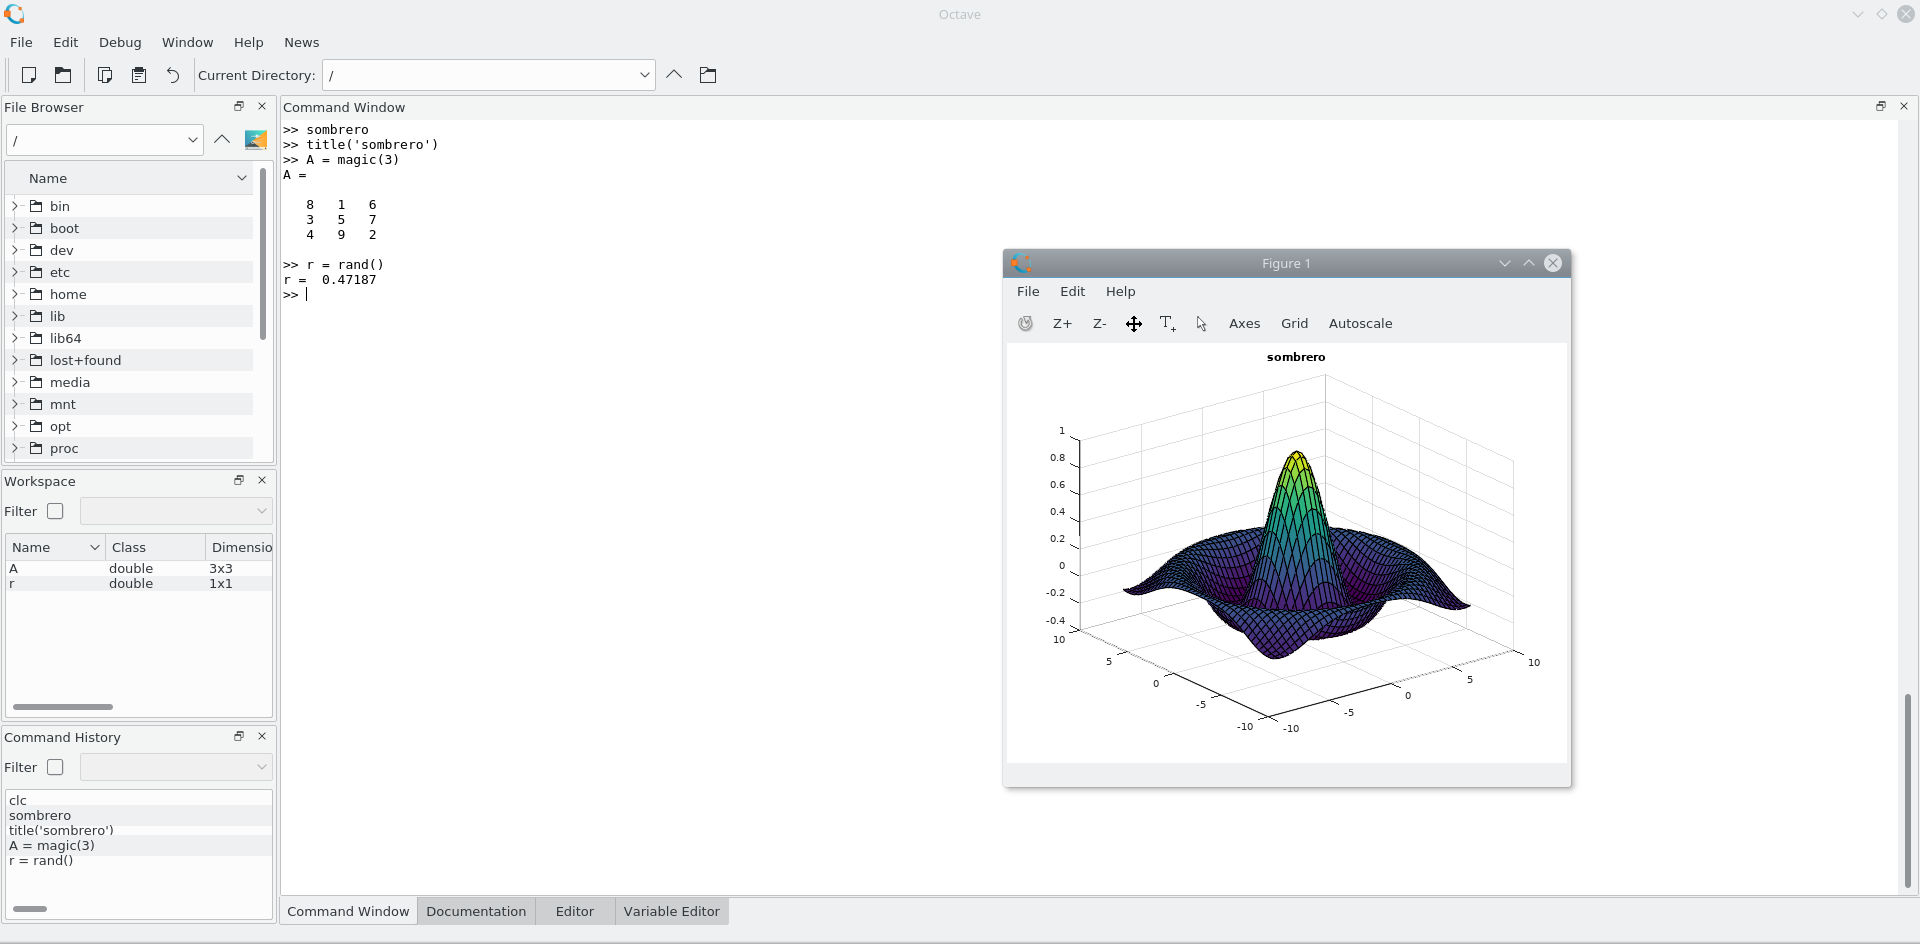 Octave
File Edit Debug Window Help News
Current Directory: /
File Browser
/
Name
bin
boot
dev
etc
home
lib
lib64
lost+found
media
mnt
opt
proc
Workspace
Filter
Name Class Dimensio
A double 3x3
r double 1x1
Command History
Filter
clc
sombrero
title('sombrero')
A = magic(3)
r = rand()
Command Window
>> sombrero
>> title('sombrero')
>> A = magic(3)
A =
8 1 6
3 5 7
4 9 2
>> r = rand()
r = 0.47187
>>
Figure 1
File Edit Help
Z+ Z- T+ Axes Grid Autoscale
sombrero
1
0.8
0.6
0.4
0.2
0
-0.2
-0.4
10
5
0
-5
-10
-10
-5
0
5
10
Command Window Documentation Editor Variable Editor